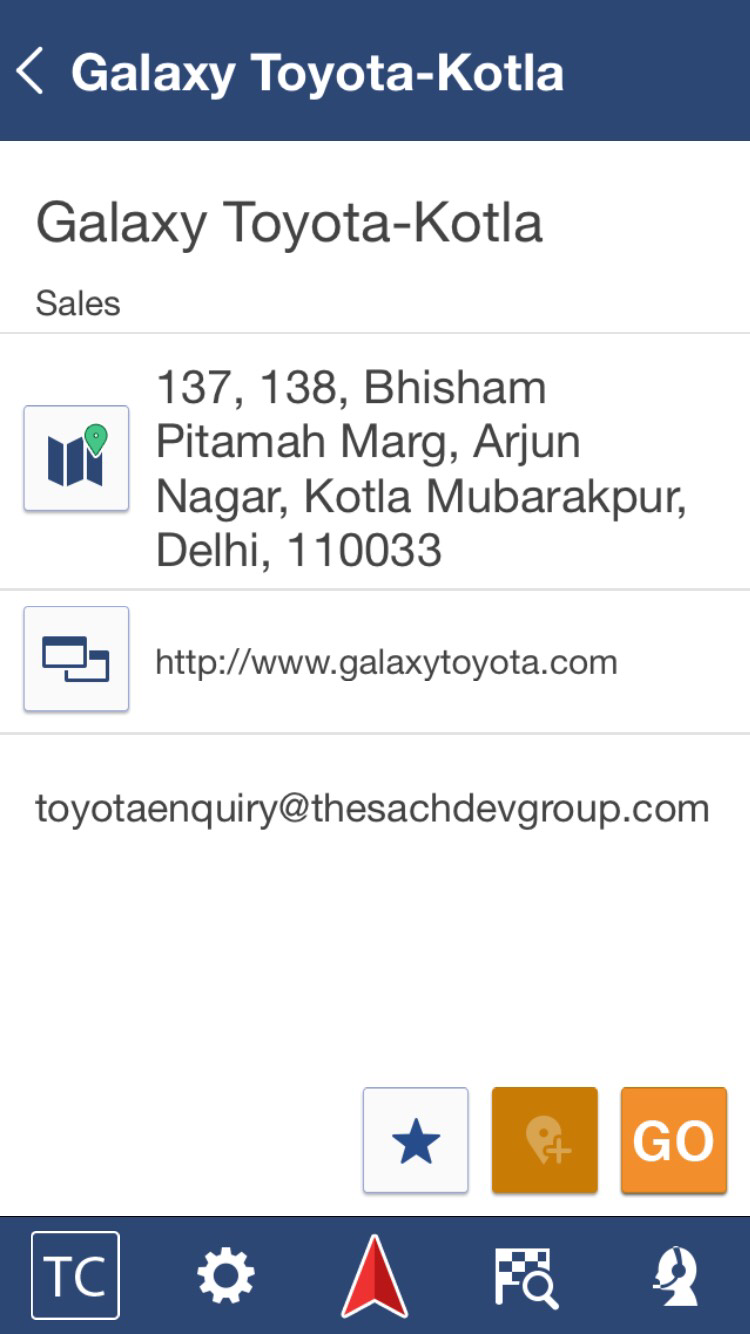 Galaxy Toyota-Kotla
Galaxy Toyota-Kotla
Sales
137, 138, Bhisham
Pitamah Marg, Arjun
Nagar, Kotla Mubarakpur,
Delhi, 110033
http://www.galaxytoyota.com
toyotaenquiry@thesachdevgroup.com
GO
TC